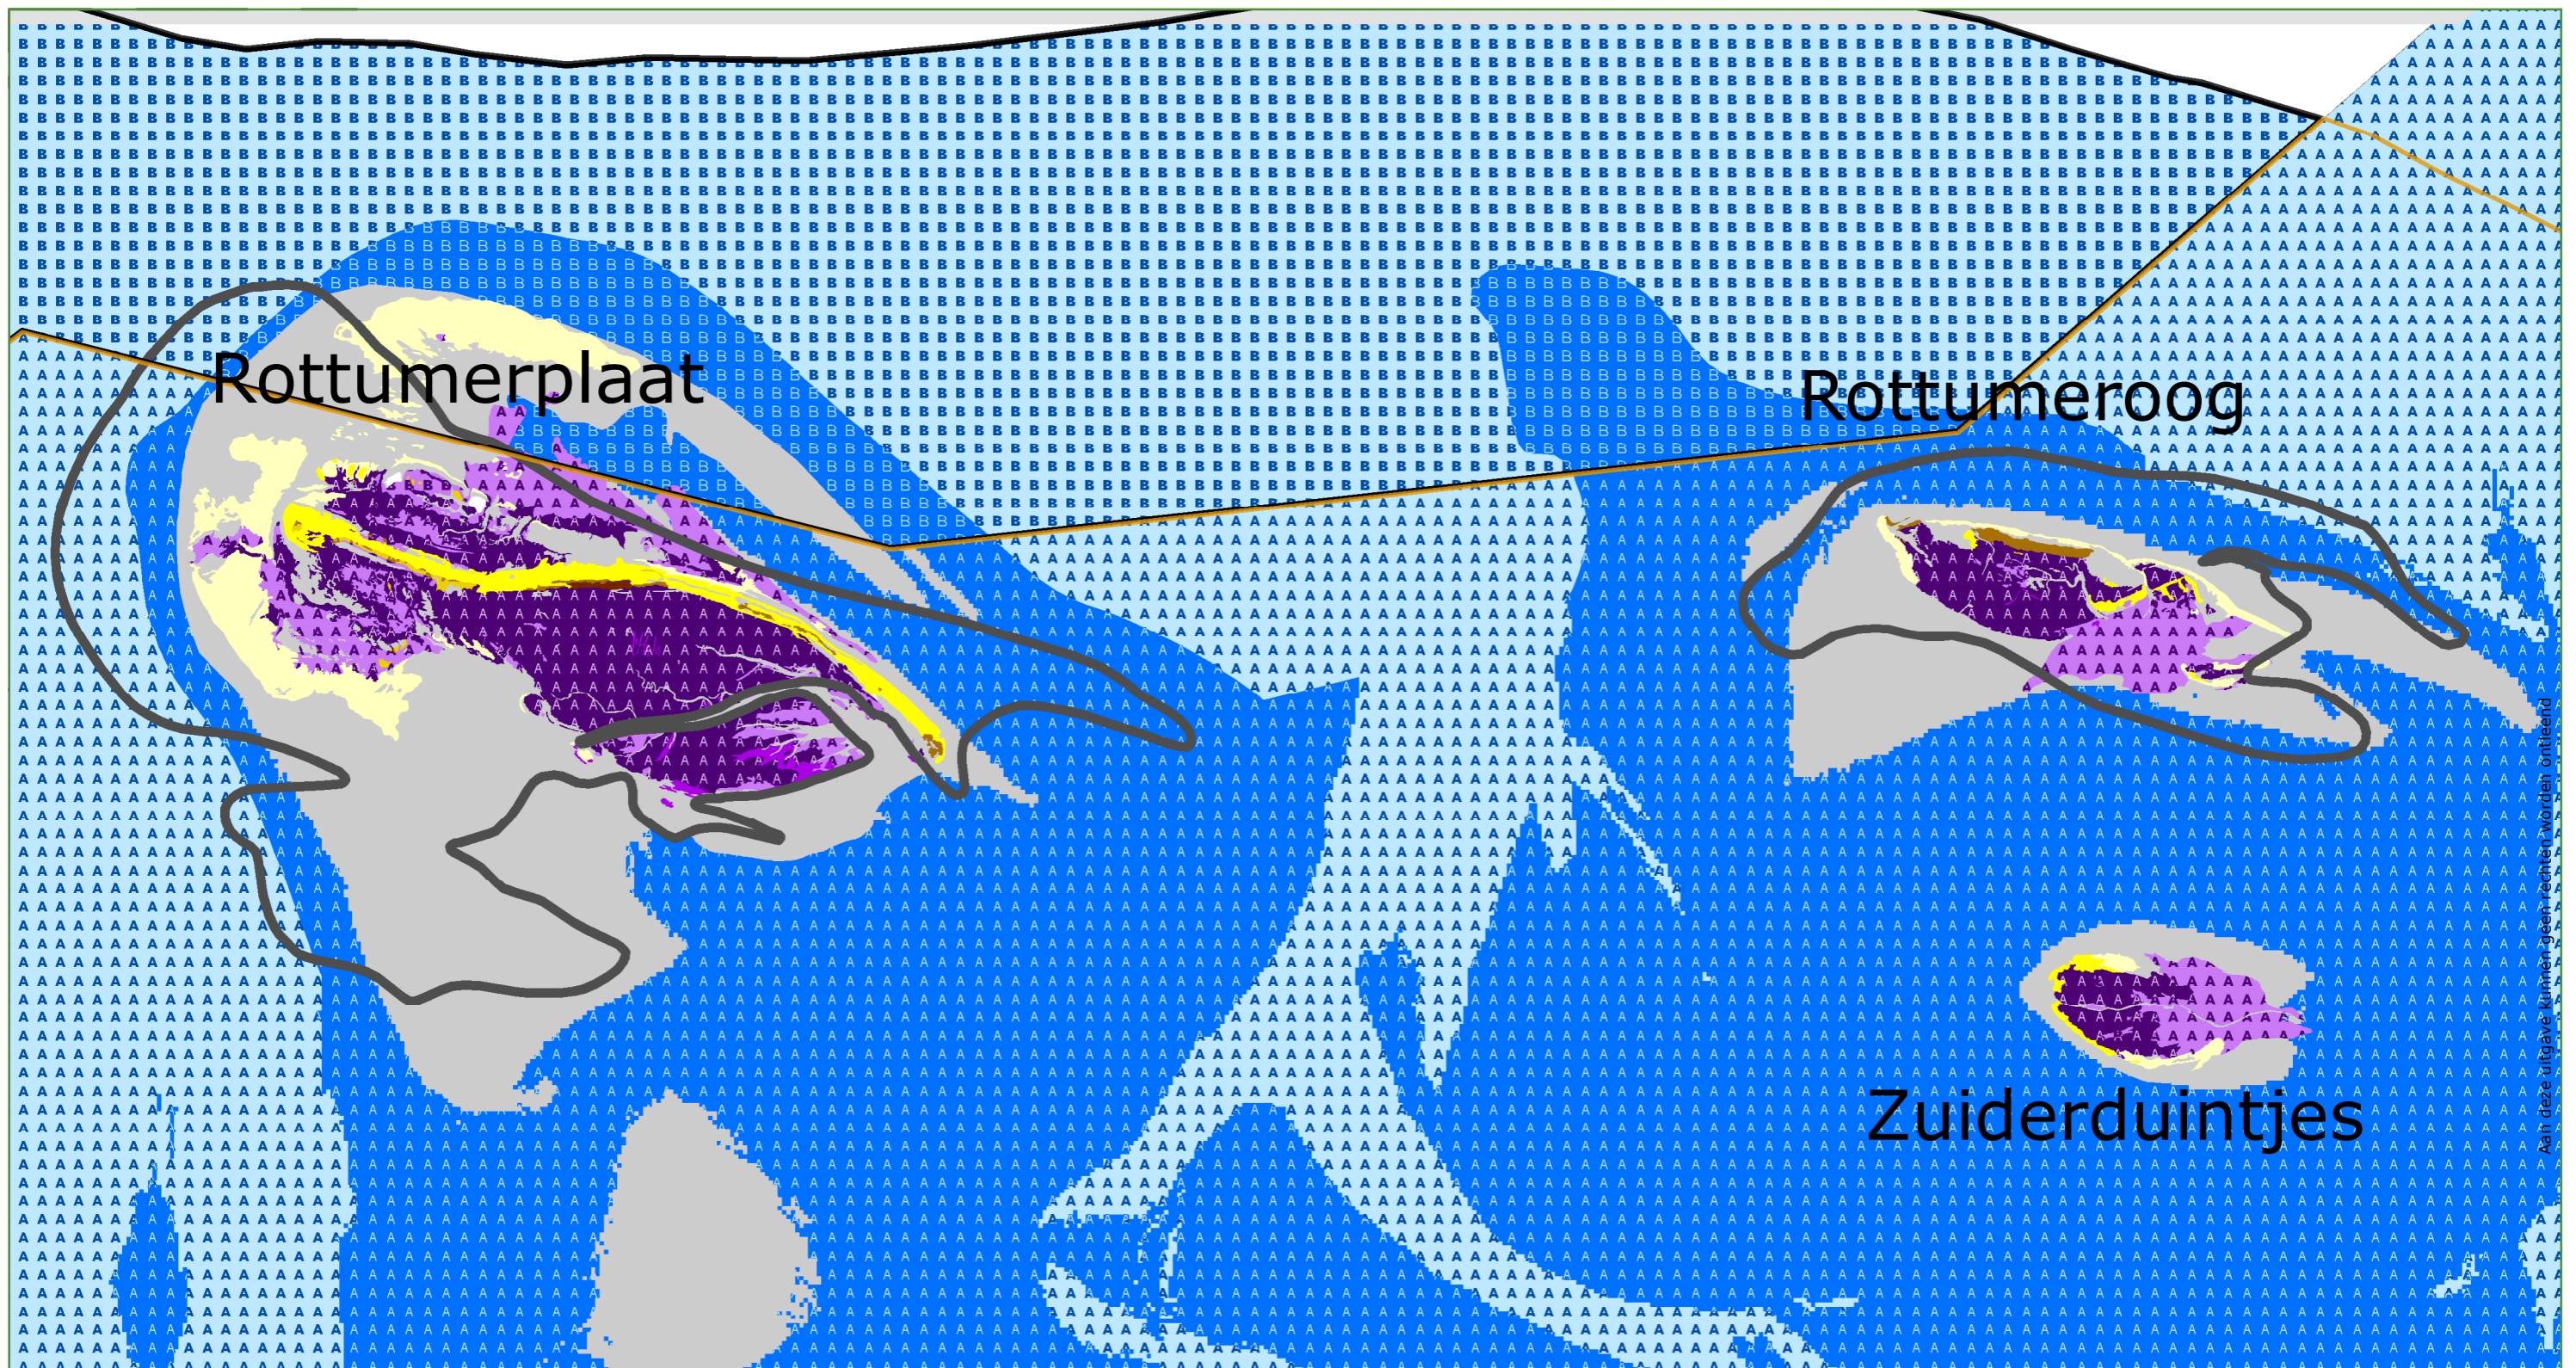 Rottumerplaat
Rottumeroog
Zuiderduintjes
Aan deze uitgave kunnen geen rechten worden ontleend